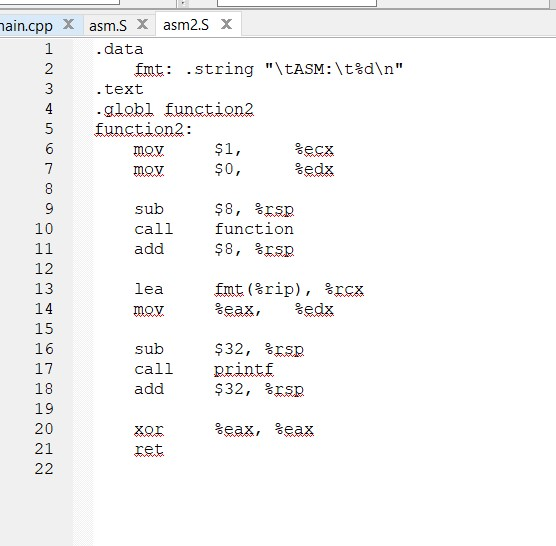 main.cpp X asm.S X asm2.S X
1 .data
2 fmt: .string "\tASM:\t%d\n"
3 .text
4 .globl function2
5 function2:
6 mov $1, %ecx
7 mov $0, %edx
8
9 sub $8, %rsp
10 call function
11 add $8, %rsp
12
13 lea fmt(%rip), %rcx
14 mov %eax, %edx
15
16 sub $32, %rsp
17 call printf
18 add $32, %rsp
19
20 xor %eax, %eax
21 ret
22